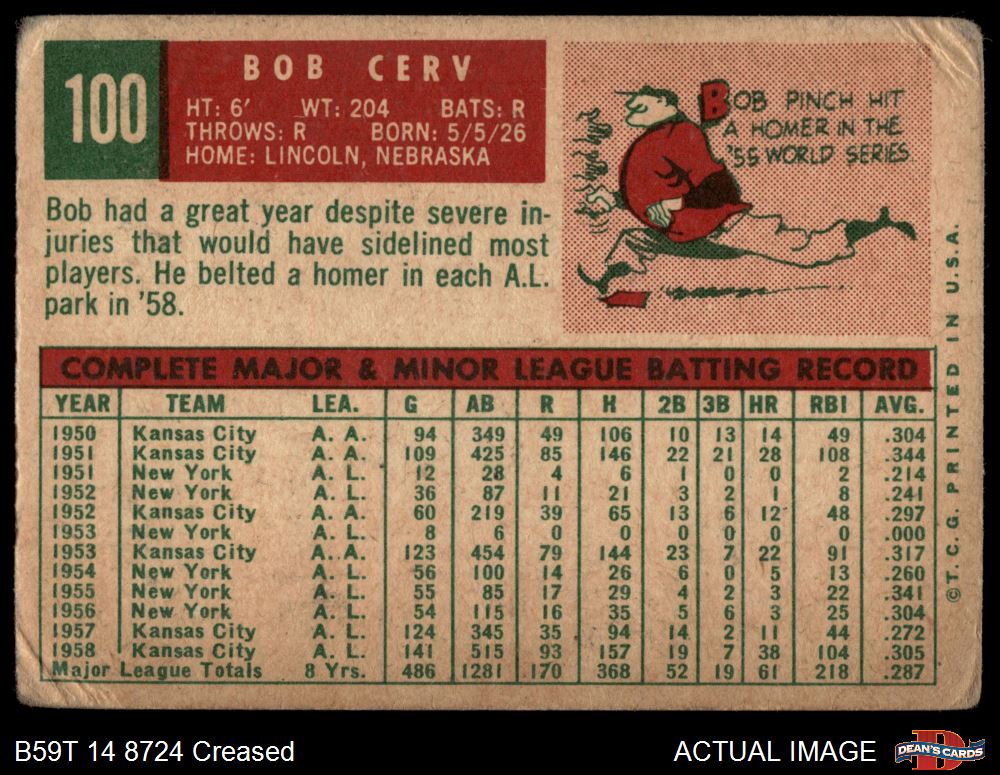 100
BOB CERV
HT: 6' WT: 204 BATS: R
THROWS: R BORN: 5/5/26
HOME: LINCOLN, NEBRASKA
Bob had a great year despite severe in-
juries that would have sidelined most
players. He belted a homer in each A.L.
park in '58.
BOB PINCH HIT
A HOMER IN THE
'55 WORLD SERIES
COMPLETE MAJOR & MINOR LEAGUE BATTING RECORD
YEAR TEAM LEA. G AB R H 2B 3B HR RBI AVG.
1950 Kansas City A. A. 94 349 49 106 10 13 14 49 .304
1951 Kansas City A. A. 109 425 85 146 22 21 28 108 .344
1951 New York A. L. 12 28 4 6 1 0 0 2 .214
1952 New York A. L. 36 87 11 21 3 2 1 8 .241
1952 Kansas City A. A. 60 219 39 65 13 6 12 48 .297
1953 New York A. L. 8 6 0 0 0 0 0 0 .000
1953 Kansas City A. A. 123 454 79 144 23 7 22 91 .317
1954 New York A. L. 56 100 14 26 6 0 5 13 .260
1955 New York A. L. 55 85 17 29 4 2 3 22 .341
1956 New York A. L. 54 115 16 35 5 6 3 25 .304
1957 Kansas City A. L. 124 345 35 94 14 2 11 44 .272
1958 Kansas City A. L. 141 515 93 157 19 7 38 104 .305
Major League Totals 8 Yrs. 486 1281 170 368 52 19 61 218 .287
©T. C. G. PRINTED IN U.S.A.
B59T 14 8724 Creased
ACTUAL IMAGE
D
DEAN'S CARDS